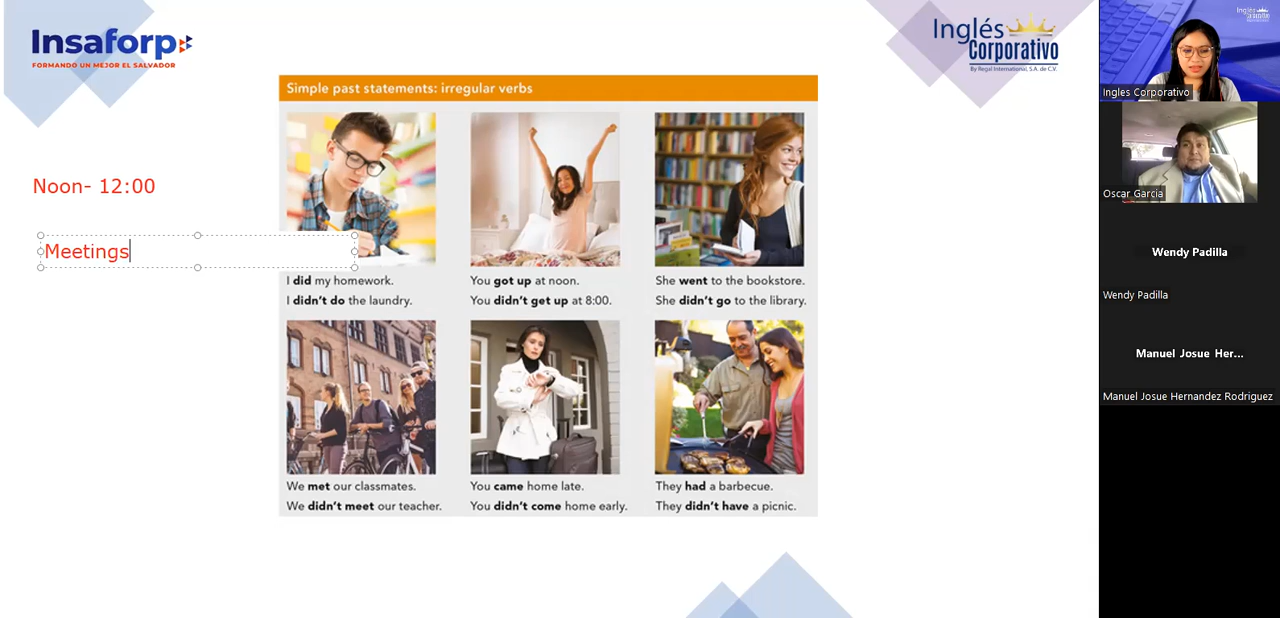 Insaforp
FORMANDO UN MEJOR EL SALVADOR
Inglés
Corporativo
By Regal International, S.A. de C.V.
Simple past statements: irregular verbs
Noon- 12:00
Meetings
I did my homework.
I didn't do the laundry.
You got up at noon.
You didn't get up at 8:00.
She went to the bookstore.
She didn't go to the library.
We met our classmates.
We didn't meet our teacher.
You came home late.
You didn't come home early.
They had a barbecue.
They didn't have a picnic.
Ingles Corporativo
Oscar García
Wendy Padilla
Wendy Padilla
Manuel Josue Her...
Manuel Josue Hernandez Rodriguez